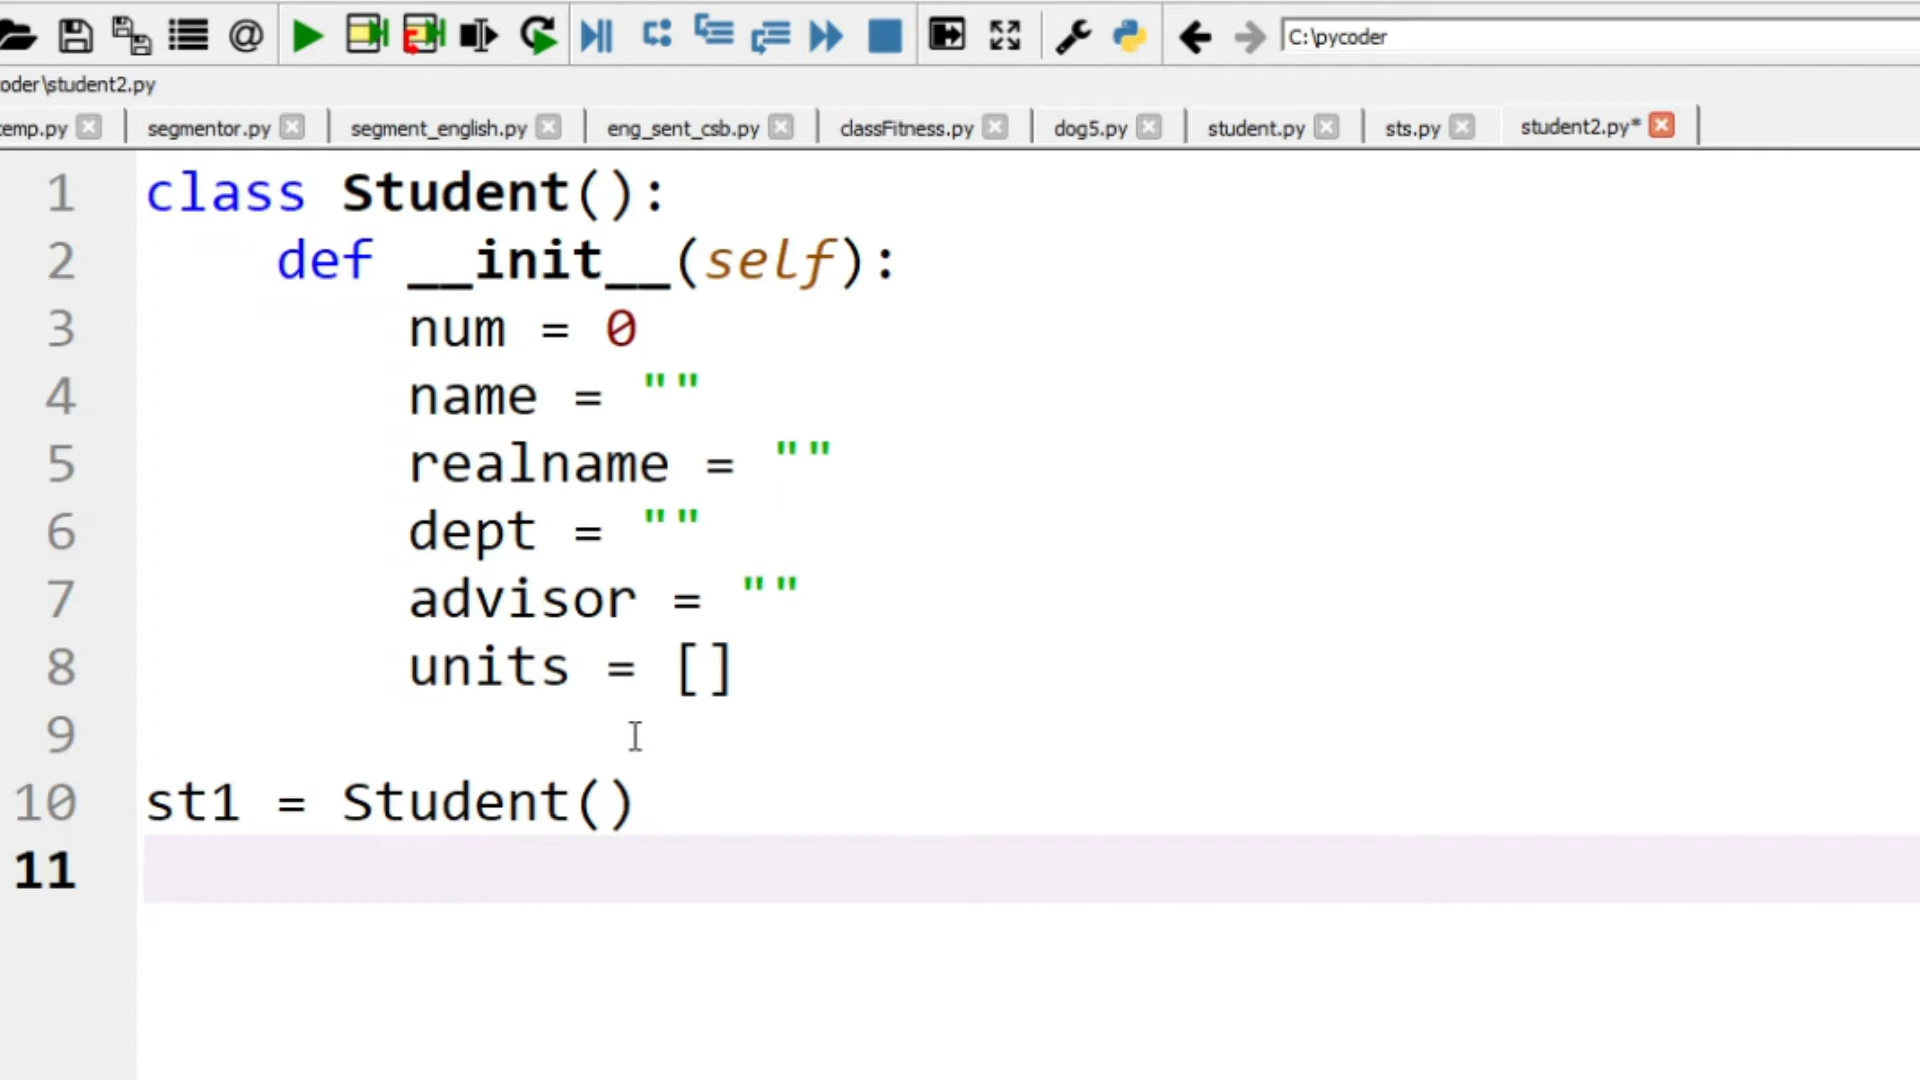 @ C:\pycoder
oder\student2.py
temp.py segmentor.py segment_english.py eng_sent_csb.py classFitness.py dog5.py student.py sts.py student2.py*
1 class Student():
2 def __init__(self):
3 num = 0
4 name = ""
5 realname = ""
6 dept = ""
7 advisor = ""
8 units = []
9
10 st1 = Student()
11